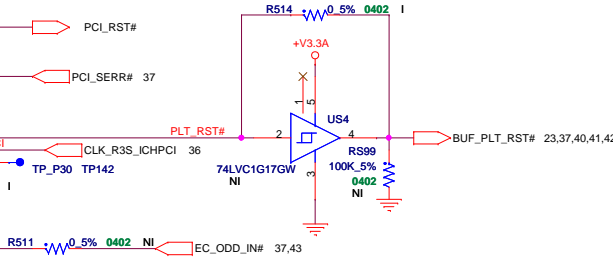 R514 0_5% 0402 I
PCI_RST#
+V3.3A
PCI_SERR# 37
1 5
US4
PLT_RST#
2 4
BUF_PLT_RST# 23,37,40,41,42
CLK_R3S_ICHPCI 36
RS99
TP_P30 TP142
74LVC1G17GW
100K_5%
3
NI
0402
I
NI
R511 0_5% 0402 NI
EC_ODD_IN# 37,43